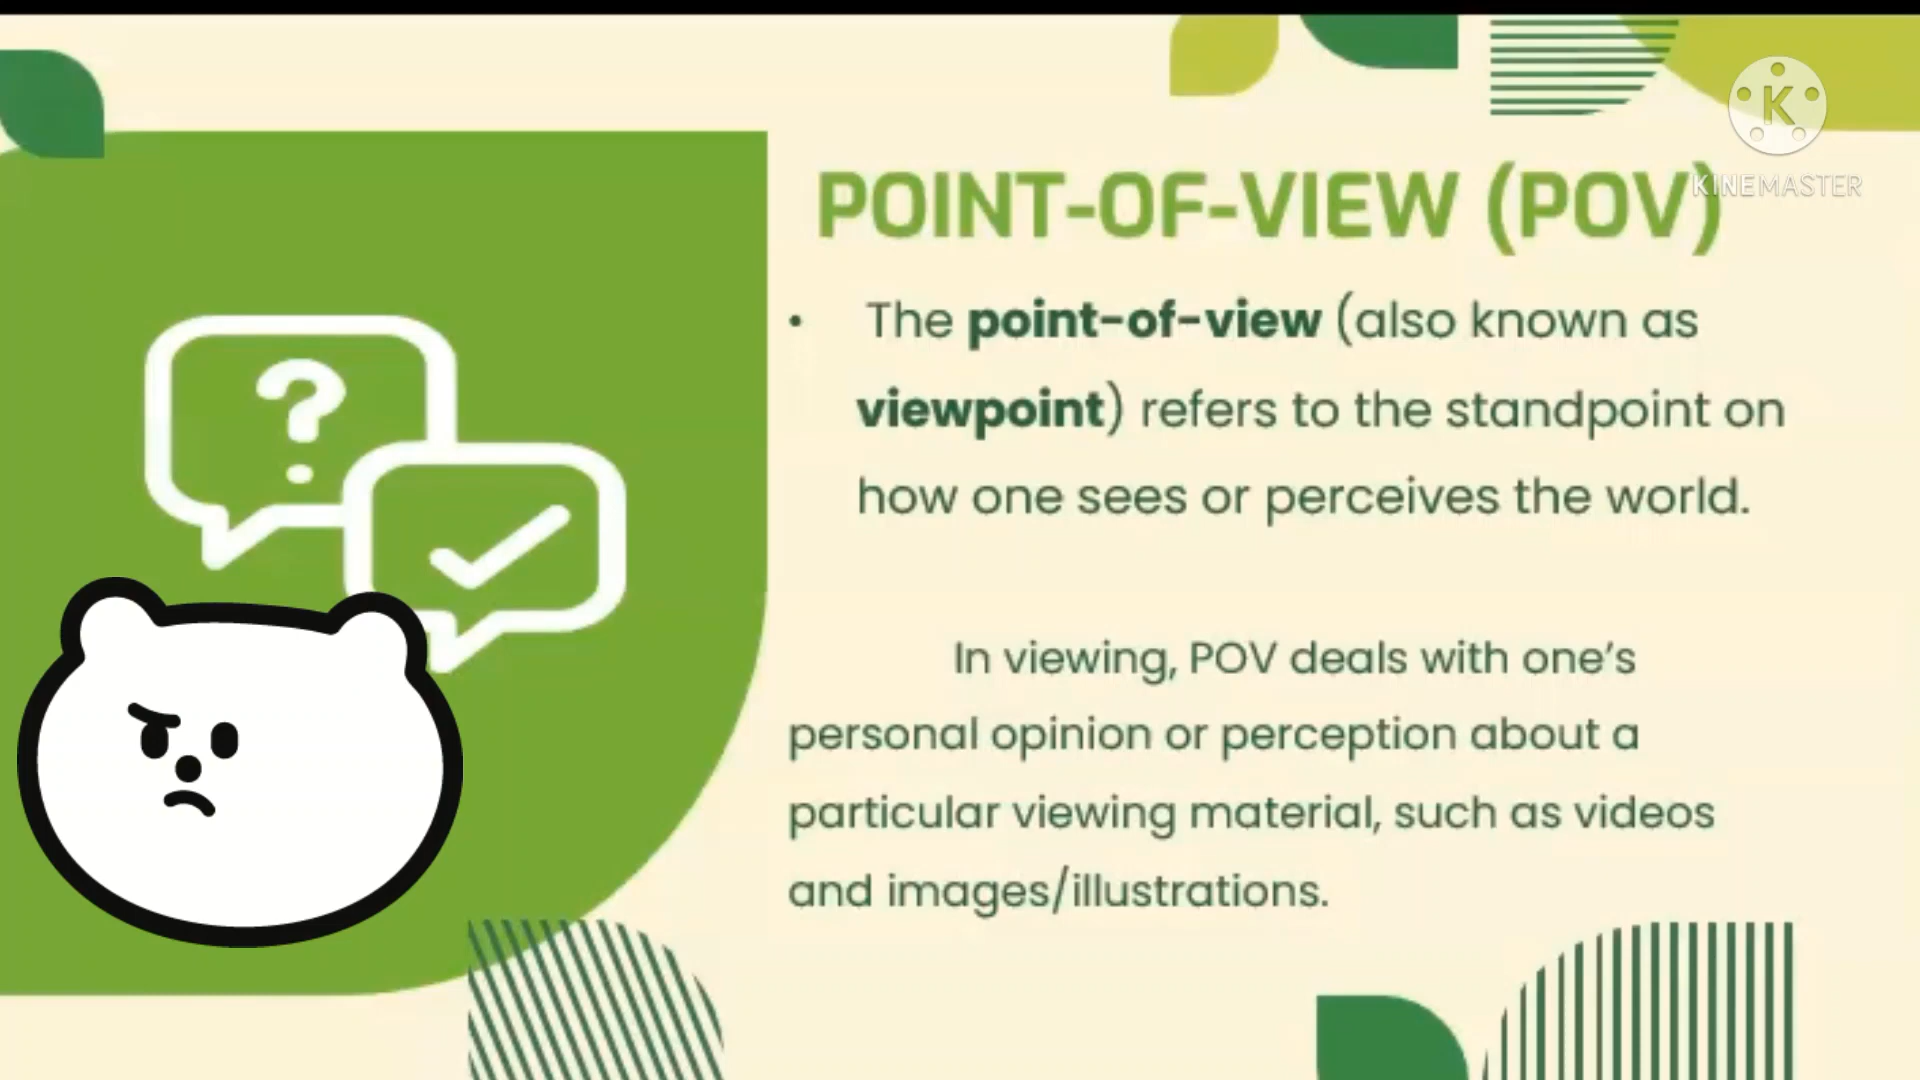 POINT-OF-VIEW (POV)
K
KINEMASTER
• The point-of-view (also known as
viewpoint) refers to the standpoint on
how one sees or perceives the world.
?
In viewing, POV deals with one’s
personal opinion or perception about a
particular viewing material, such as videos
and images/illustrations.